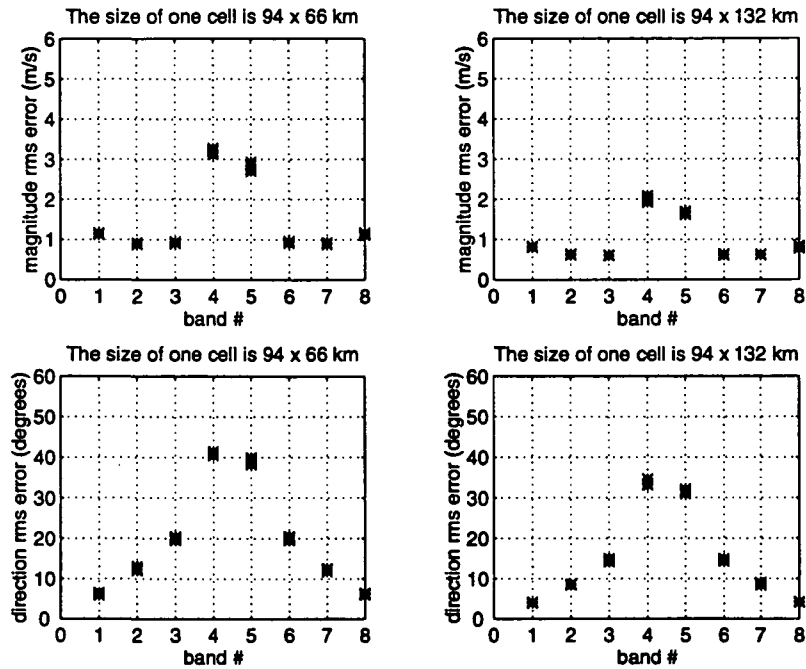 The size of one cell is 94 x 66 km
magnitude rms error (m/s)
6
5
4
3
2
1
0
0 1 2 3 4 5 6 7 8
band #
The size of one cell is 94 x 132 km
magnitude rms error (m/s)
6
5
4
3
2
1
0
0 1 2 3 4 5 6 7 8
band #
The size of one cell is 94 x 66 km
direction rms error (degrees)
60
50
40
30
20
10
0
0 1 2 3 4 5 6 7 8
band #
The size of one cell is 94 x 132 km
direction rms error (degrees)
60
50
40
30
20
10
0
0 1 2 3 4 5 6 7 8
band #